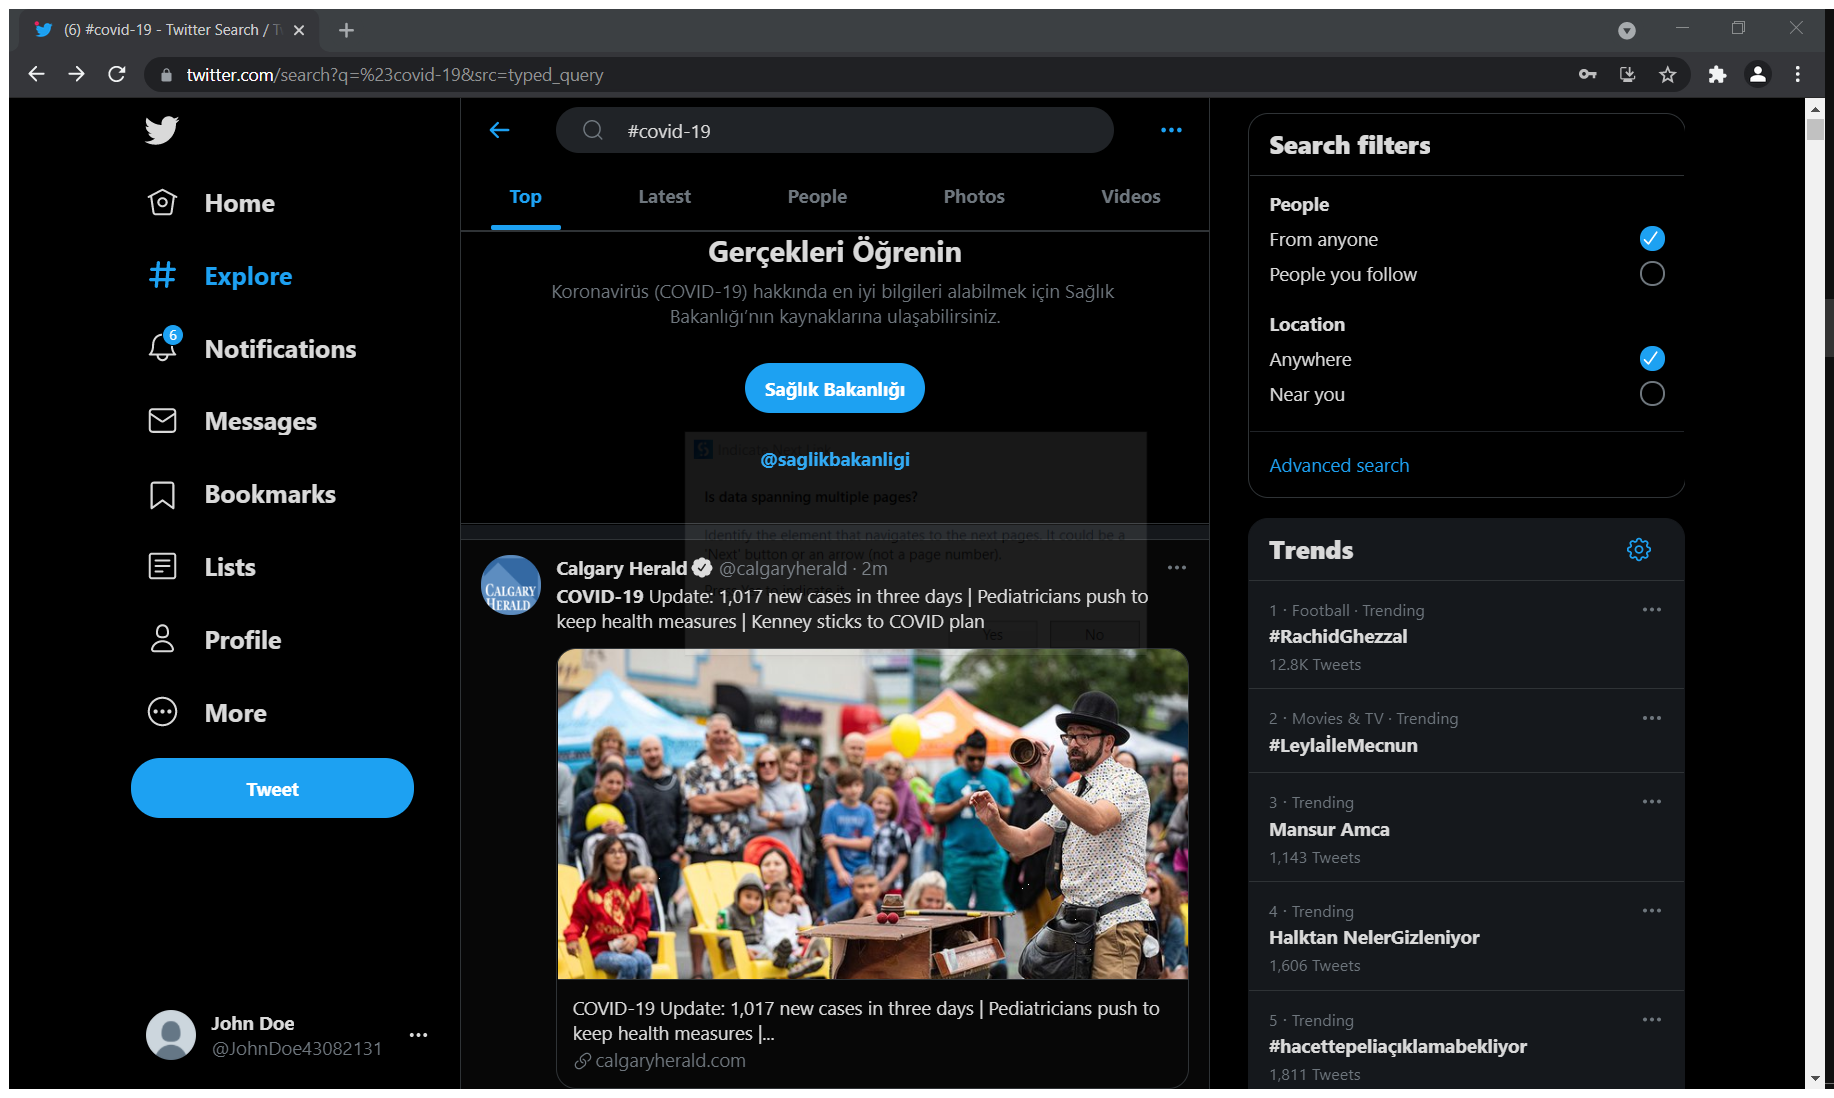 (6) #covid-19 - Twitter Search / Tw
twitter.com/search?q=%23covid-19&src=typed_query
Home
Explore
6
Notifications
Messages
Bookmarks
Lists
Profile
More
Tweet
John Doe
@JohnDoe43082131
#covid-19
Top
Latest
People
Photos
Videos
Gerçekleri Öğrenin
Koronavirüs (COVID-19) hakkında en iyi bilgileri alabilmek için Sağlık
Bakanlığı'nın kaynaklarına ulaşabilirsiniz.
Sağlık Bakanlığı
@saglikbakanligi
Is data spanning multiple pages?
Identify the element that navigates to the next pages. It could be a
'Next' button or an arrow (not a page number).
Yes
No
CALGARY
HERALD
Calgary Herald @calgaryherald · 2m
COVID-19 Update: 1,017 new cases in three days | Pediatricians push to
keep health measures | Kenney sticks to COVID plan
COVID-19 Update: 1,017 new cases in three days | Pediatricians push to
keep health measures |...
calgaryherald.com
Search filters
People
From anyone
People you follow
Location
Anywhere
Near you
Advanced search
Trends
1 · Football · Trending
#RachidGhezzal
12.8K Tweets
2 · Movies & TV · Trending
#LeylaİleMecnun
3 · Trending
Mansur Amca
1,143 Tweets
4 · Trending
Halktan NelerGizleniyor
1,606 Tweets
5 · Trending
#hacettepeliaçıklamabekliyor
1,811 Tweets